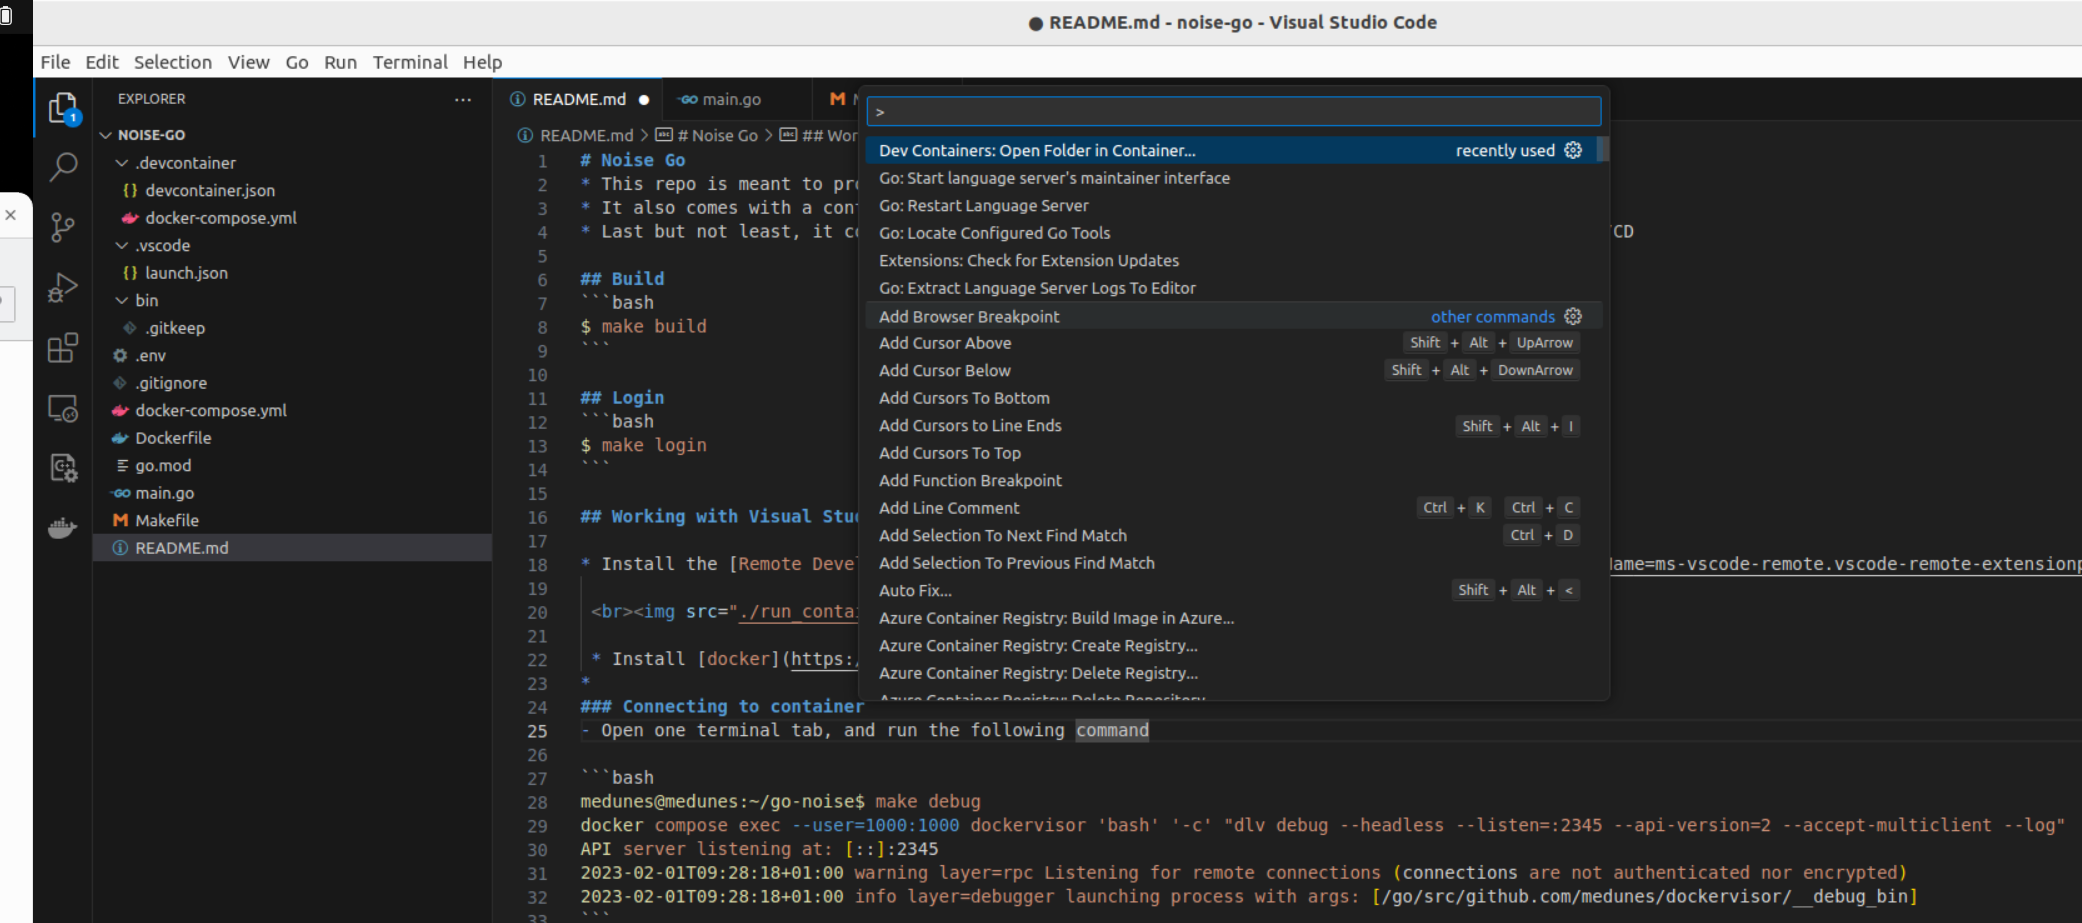 ● README.md - noise-go - Visual Studio Code
File Edit Selection View Go Run Terminal Help
EXPLORER ...
1
NOISE-GO
.devcontainer
{} devcontainer.json
docker-compose.yml
.vscode
{} launch.json
bin
.gitkeep
.env
.gitignore
docker-compose.yml
Dockerfile
go.mod
GO main.go
M Makefile
README.md
README.md ● GO main.go M
README.md > # Noise Go > ## Wor
1 # Noise Go
2 * This repo is meant to pro
3 * It also comes with a con
4 * Last but not least, it co CD
5
6 ## Build
7 ```bash
8 $ make build
9 ```
10
11 ## Login
12 ```bash
13 $ make login
14 ```
15
16 ## Working with Visual Stu
17
18 * Install the [Remote Deve ame=ms-vscode-remote.vscode-remote-extensionp
19
20 <br><img src="./run_conta
21
22 * Install [docker](https:/
23 *
24 ### Connecting to container
25 - Open one terminal tab, and run the following command
26
27 ```bash
28 medunes@medunes:~/go-noise$ make debug
29 docker compose exec --user=1000:1000 dockervisor 'bash' '-c' "dlv debug --headless --listen=:2345 --api-version=2 --accept-multiclient --log"
30 API server listening at: [::]:2345
31 2023-02-01T09:28:18+01:00 warning layer=rpc Listening for remote connections (connections are not authenticated nor encrypted)
32 2023-02-01T09:28:18+01:00 info layer=debugger launching process with args: [/go/src/github.com/medunes/dockervisor/__debug_bin]
33 ```
>
Dev Containers: Open Folder in Container... recently used
Go: Start language server's maintainer interface
Go: Restart Language Server
Go: Locate Configured Go Tools
Extensions: Check for Extension Updates
Go: Extract Language Server Logs To Editor
Add Browser Breakpoint other commands
Add Cursor Above Shift + Alt + UpArrow
Add Cursor Below Shift + Alt + DownArrow
Add Cursors To Bottom
Add Cursors to Line Ends Shift + Alt + I
Add Cursors To Top
Add Function Breakpoint
Add Line Comment Ctrl + K Ctrl + C
Add Selection To Next Find Match Ctrl + D
Add Selection To Previous Find Match
Auto Fix... Shift + Alt + <
Azure Container Registry: Build Image in Azure...
Azure Container Registry: Create Registry...
Azure Container Registry: Delete Registry...
Azure Container Registry: Delete Repository